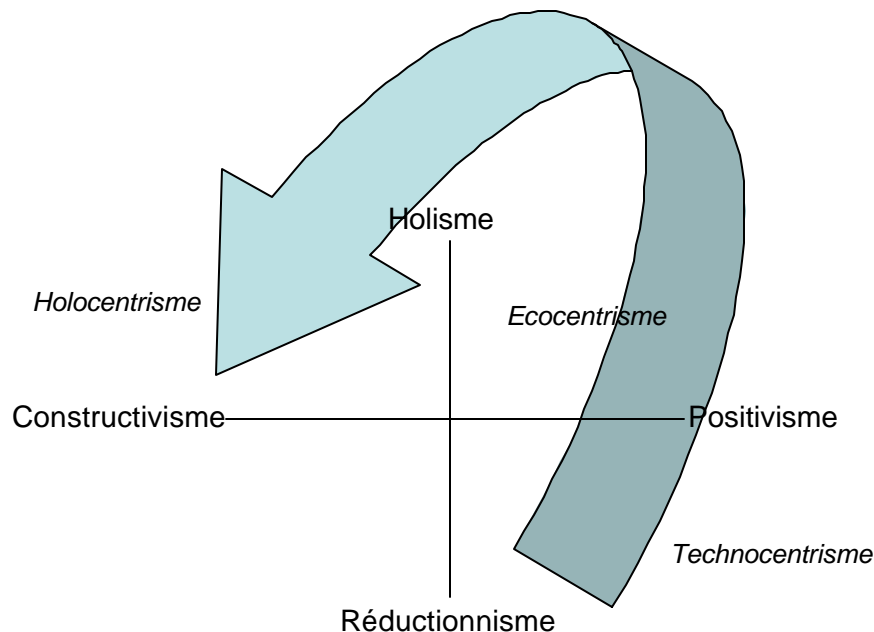 Holisme
Holocentrisme
Ecocentrisme
Constructivisme
Positivisme
Technocentrisme
Réductionnisme